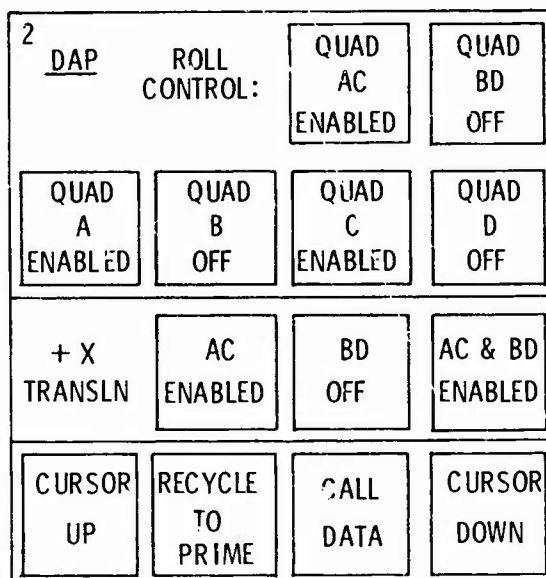 2
DAP ROLL CONTROL:
QUAD AC ENABLED
QUAD BD OFF
QUAD A ENABLED
QUAD B OFF
QUAD C ENABLED
QUAD D OFF
+ X TRANSLN
AC ENABLED
BD OFF
AC & BD ENABLED
CURSOR UP
RECYCLE TO PRIME
CALL DATA
CURSOR DOWN